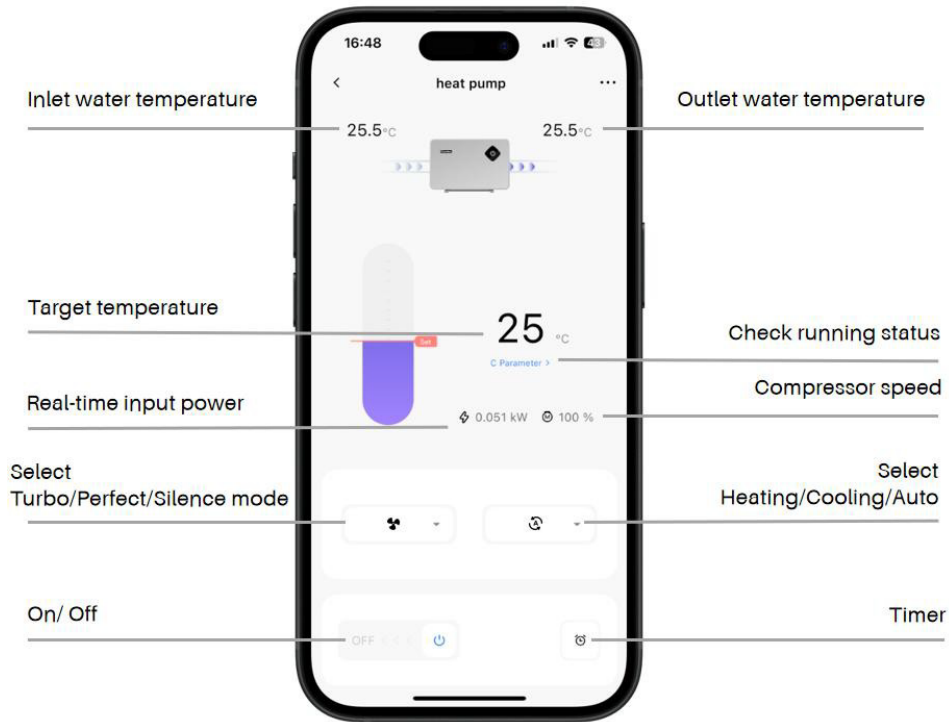 16:48
43
heat pump
Inlet water temperature
Outlet water temperature
25.5°C
25.5°C
Target temperature
Set
25 °C
C Parameter >
Check running status
Compressor speed
Real-time input power
0.051 kW
100 %
Select
Turbo/Perfect/Silence mode
Select
Heating/Cooling/Auto
A
On/ Off
OFF
Timer